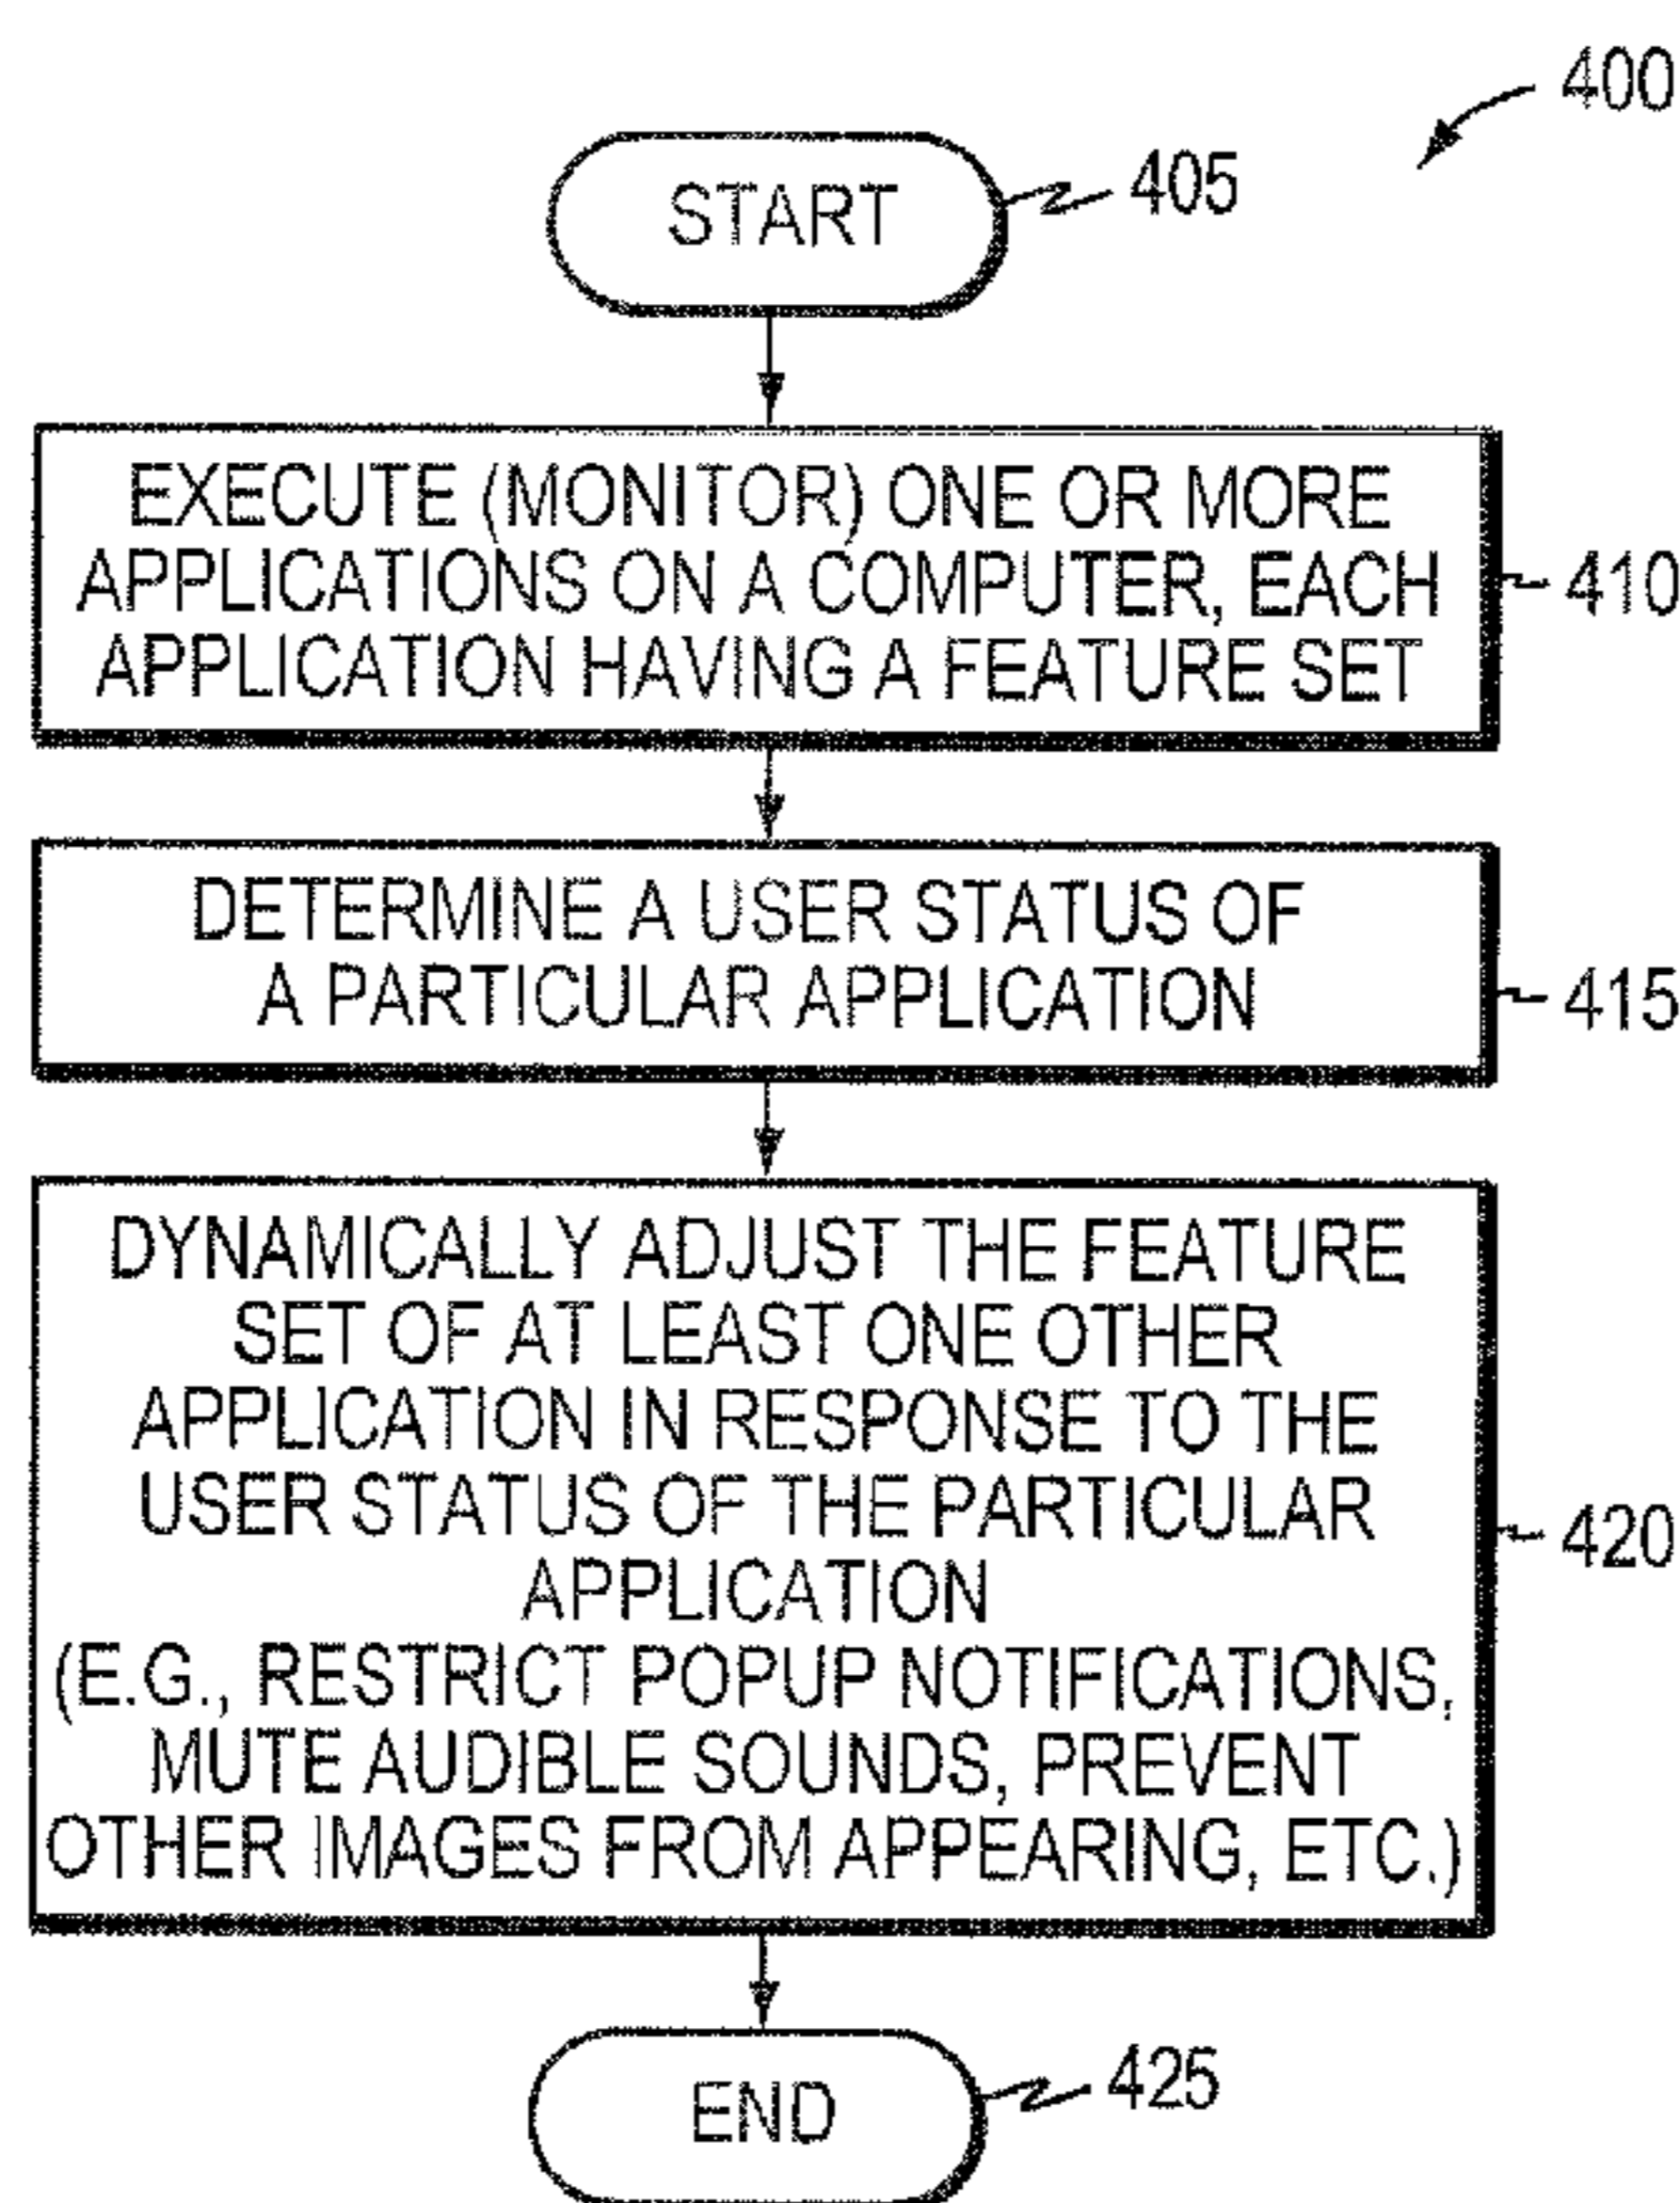 400
START
405
EXECUTE (MONITOR) ONE OR MORE
APPLICATIONS ON A COMPUTER, EACH
APPLICATION HAVING A FEATURE SET
410
DETERMINE A USER STATUS OF
A PARTICULAR APPLICATION
415
DYNAMICALLY ADJUST THE FEATURE
SET OF AT LEAST ONE OTHER
APPLICATION IN RESPONSE TO THE
USER STATUS OF THE PARTICULAR
APPLICATION
(E.G., RESTRICT POPUP NOTIFICATIONS,
MUTE AUDIBLE SOUNDS, PREVENT
OTHER IMAGES FROM APPEARING, ETC.)
420
END
425